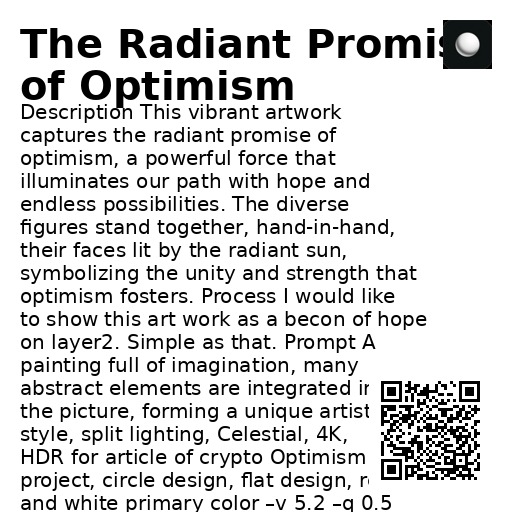 The Radiant
of Optimism
Description This vibrant artwork
captures the radiant promise of
optimism, a powerful force that
illuminates our path with hope and
endless possibilities. The diverse
figures stand together, hand-in-hand,
their faces lit by the radiant sun,
symbolizing the unity and strength that
optimism fosters. Process I would like
to show this art work as a becon of hope
on layer2. Simple as that. Prompt A
painting full of imagination, many
abstract elements are integrated in
the picture, forming a unique artist
style, split lighting, Celestial, 4K,
HDR for article of crypto Optimism
project, circle design, flat design,
and white primary color –v 5.2 –q 0.5